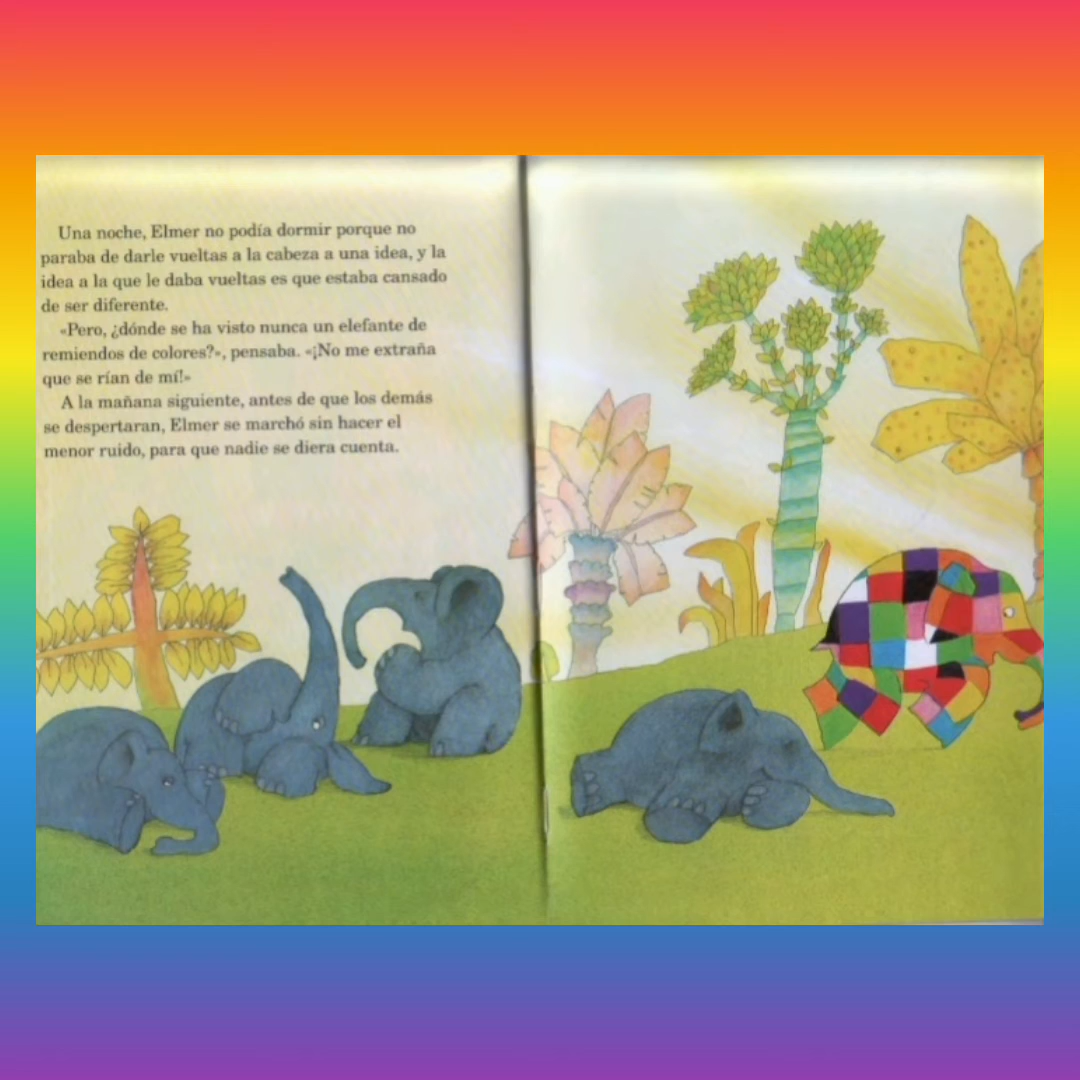 Una noche, Elmer no podía dormir porque no
paraba de darle vueltas a la cabeza a una idea, y la
idea a la que le daba vueltas es que estaba cansado
de ser diferente.
«Pero, ¿dónde se ha visto nunca un elefante de
remiendos de colores?», pensaba. «¡No me extraña
que se rían de mí!»
A la mañana siguiente, antes de que los demás
se despertaran, Elmer se marchó sin hacer el
menor ruido, para que nadie se diera cuenta.